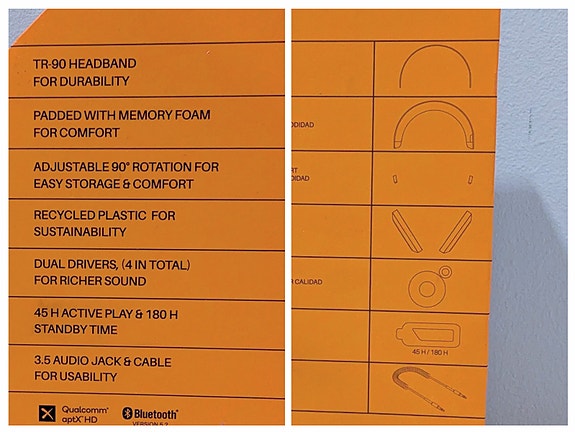 TR-90 HEADBAND
FOR DURABILITY
PADDED WITH MEMORY FOAM
FOR COMFORT
ADJUSTABLE 90° ROTATION FOR
EASY STORAGE & COMFORT
RECYCLED PLASTIC FOR
SUSTAINABILITY
DUAL DRIVERS, (4 IN TOTAL)
FOR RICHER SOUND
45 H ACTIVE PLAY & 180 H
STANDBY TIME
3.5 AUDIO JACK & CABLE
FOR USABILITY
Qualcomm®
aptX™ HD
Bluetooth®
VERSION 5.2
CALIDAD
45 H / 180 H